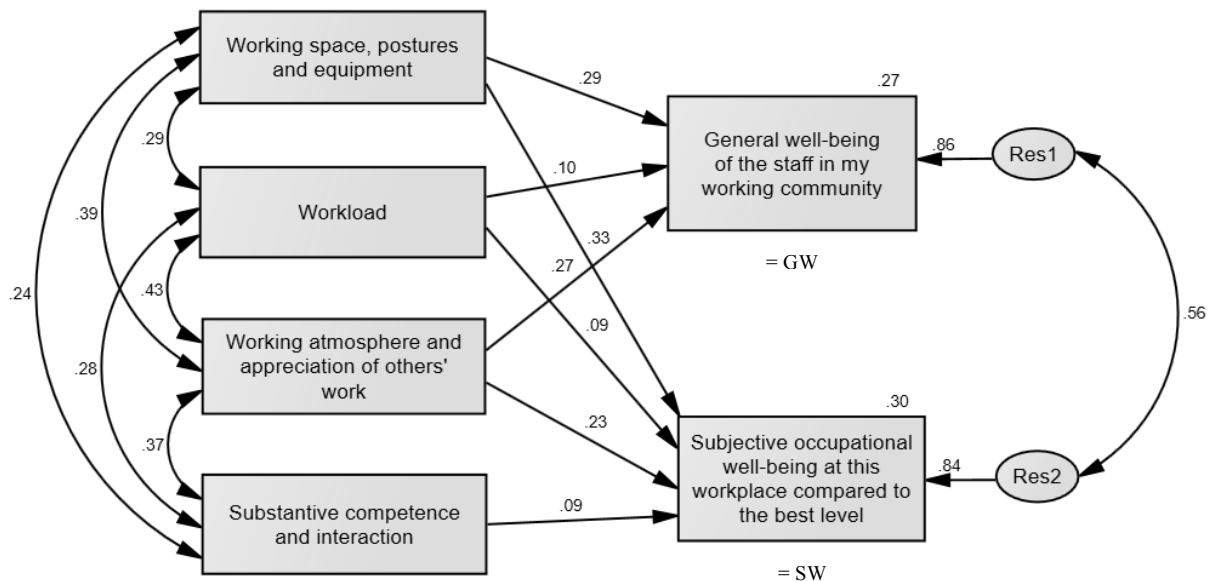 Working space, postures
and equipment
Workload
Working atmosphere and
appreciation of others'
work
Substantive competence
and interaction
.29
.39
.24
.43
.28
.37
.29
.10
.33
.27
.09
.23
.09
.27
General well-being
of the staff in my
working community
= GW
.86
Res1
.56
.30
Subjective occupational
well-being at this
workplace compared to
the best level
= SW
.84
Res2